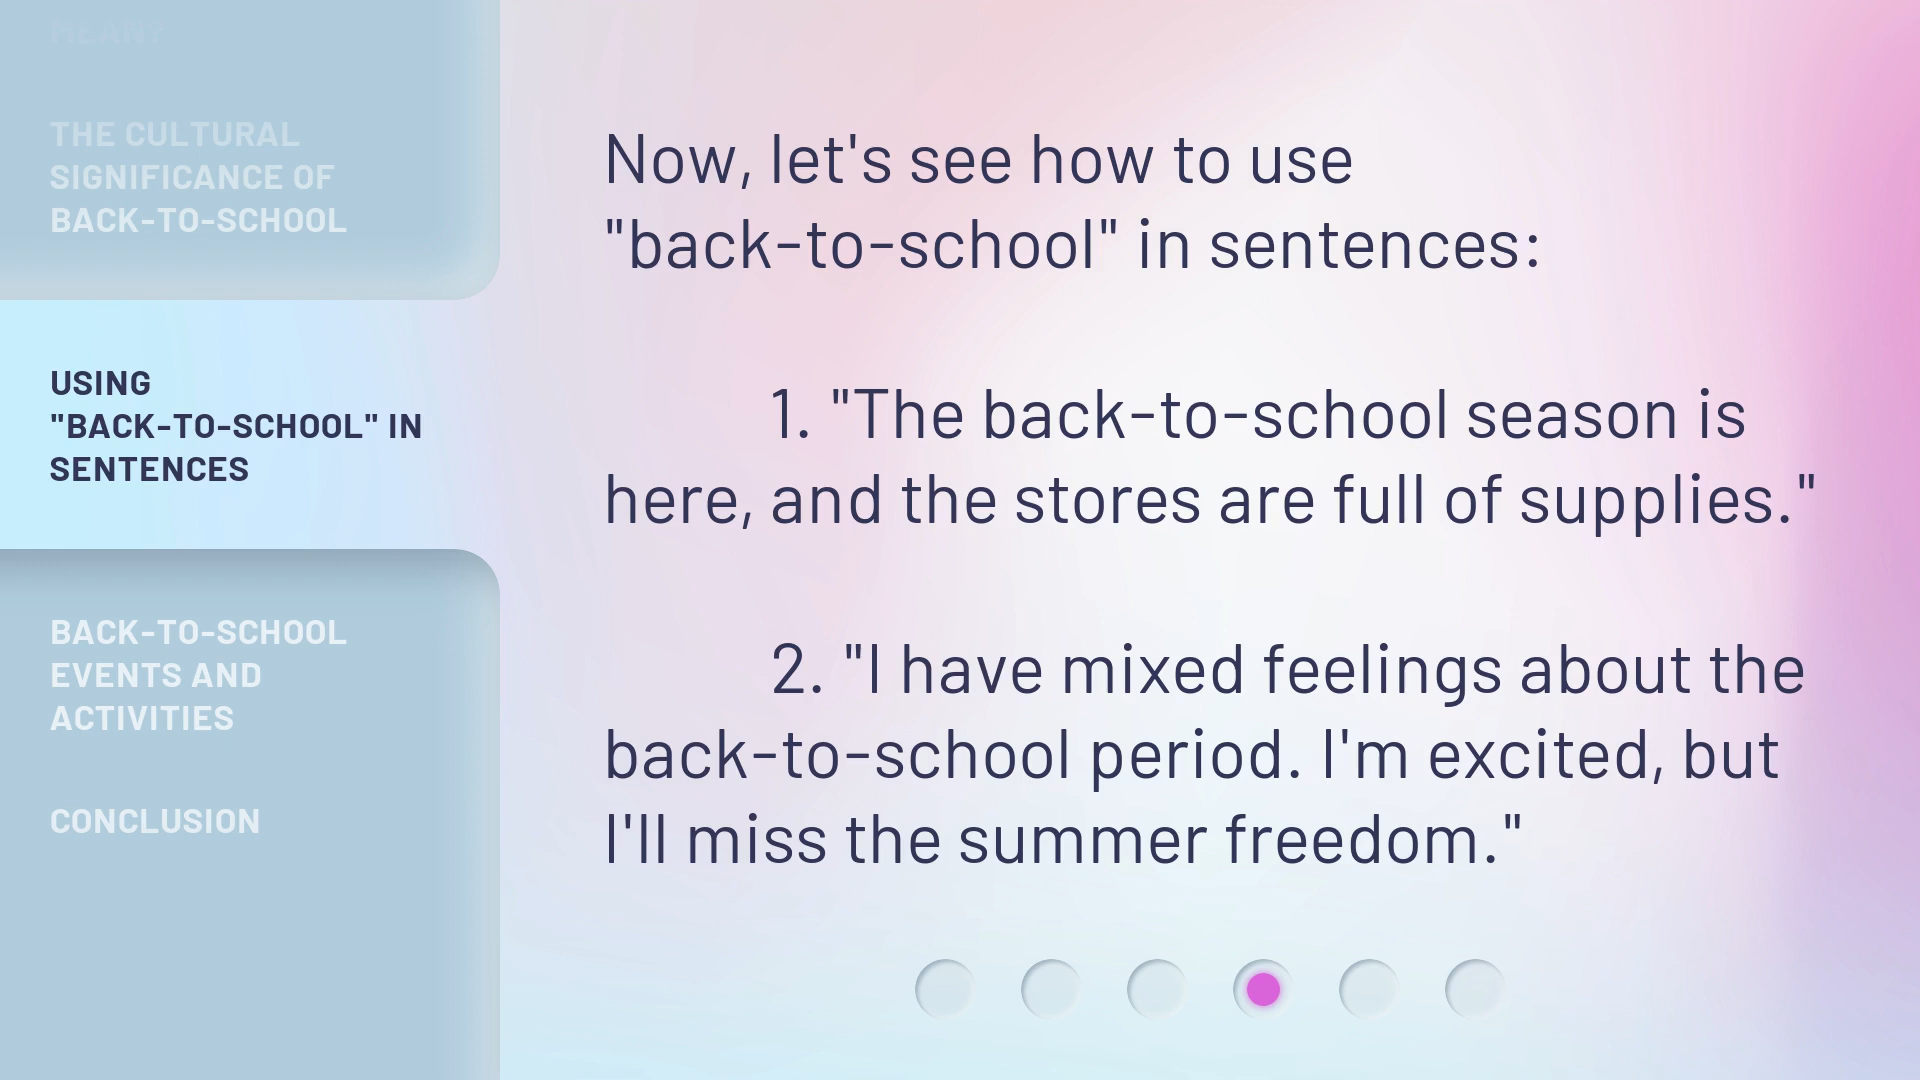 MEAN?
THE CULTURAL
SIGNIFICANCE OF
BACK-TO-SCHOOL
USING
"BACK-TO-SCHOOL" IN
SENTENCES
BACK-TO-SCHOOL
EVENTS AND
ACTIVITIES
CONCLUSION
Now, let's see how to use
"back-to-school" in sentences:
1. "The back-to-school season is
here, and the stores are full of supplies."
2. "I have mixed feelings about the
back-to-school period. I'm excited, but
I'll miss the summer freedom."